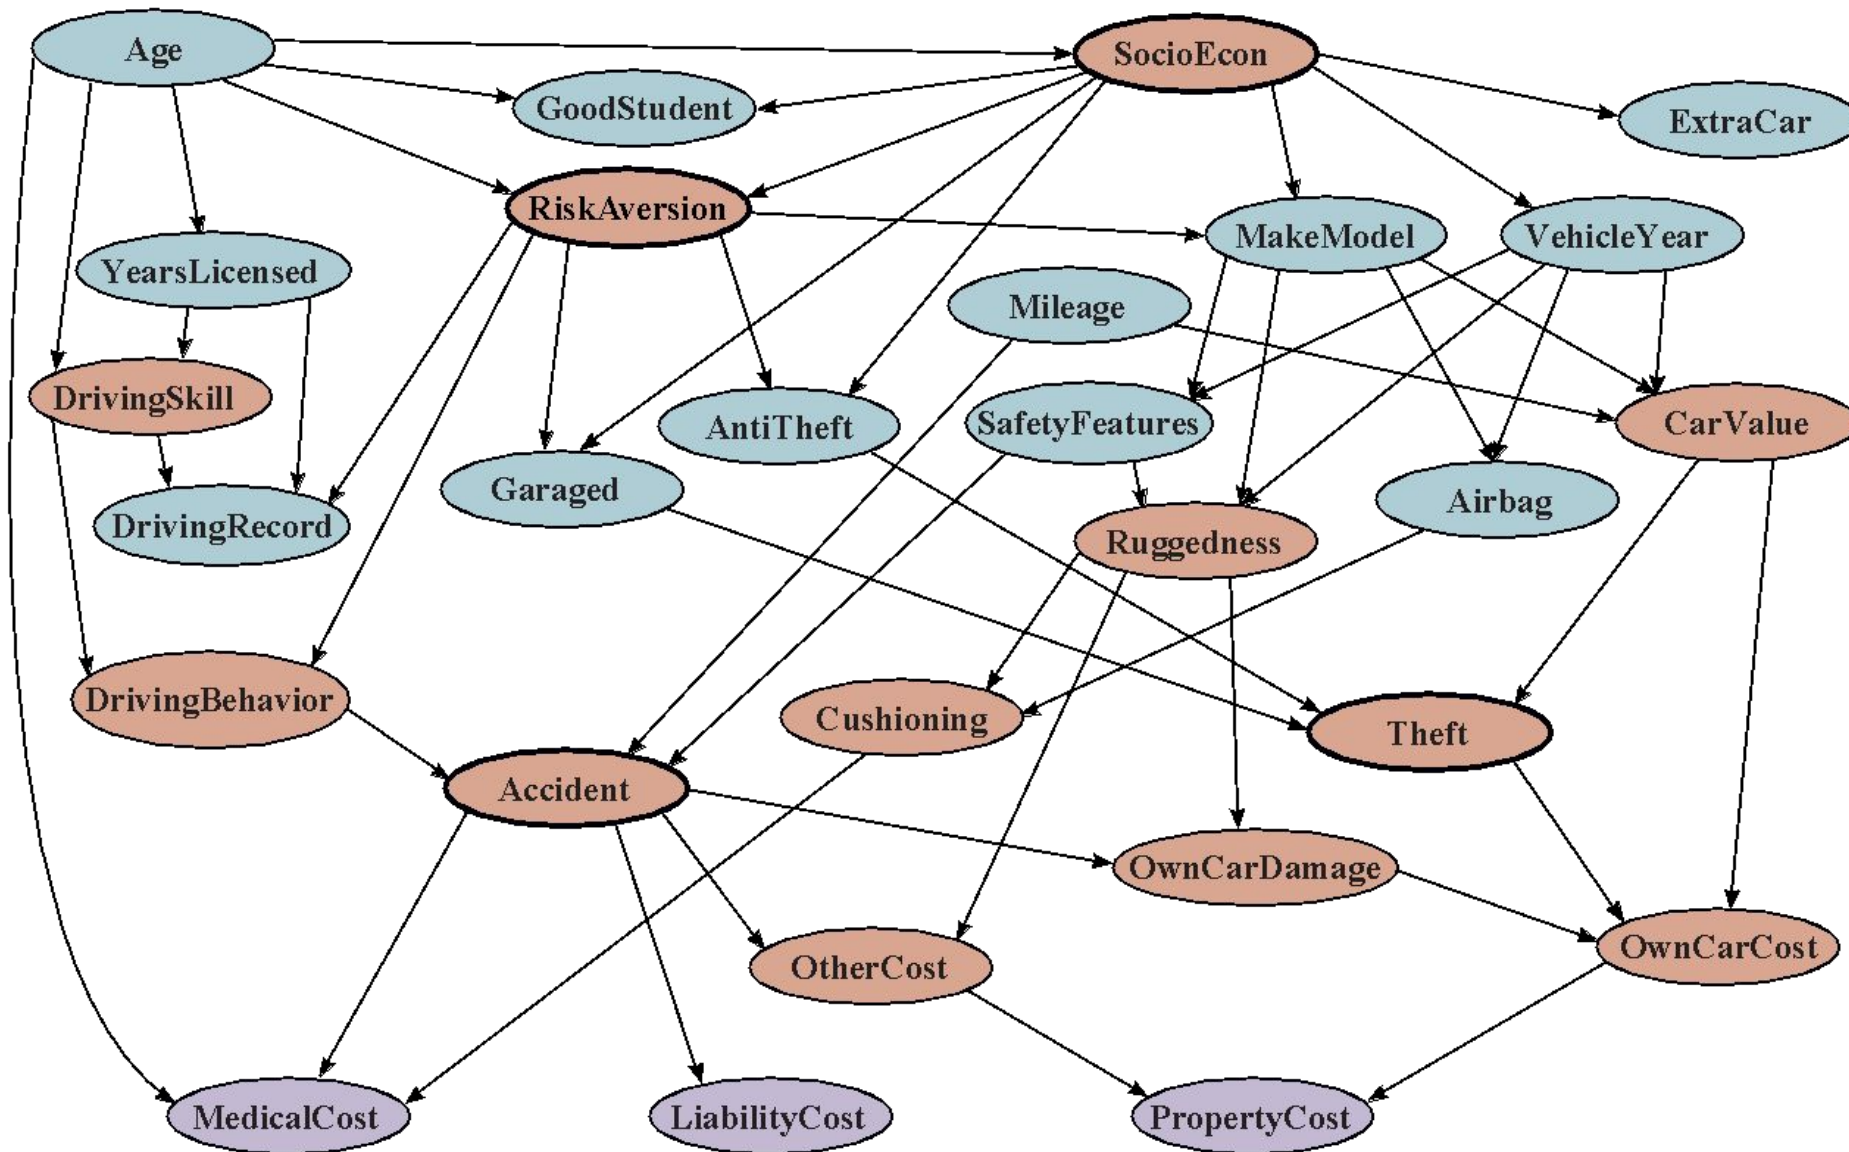 Age
SocioEcon
GoodStudent
ExtraCar
RiskAversion
MakeModel
VehicleYear
YearsLicensed
Mileage
DrivingSkill
AntiTheft
SafetyFeatures
CarValue
Garaged
Airbag
DrivingRecord
Ruggedness
DrivingBehavior
Cushioning
Theft
Accident
OwnCarDamage
OtherCost
OwnCarCost
MedicalCost
LiabilityCost
PropertyCost